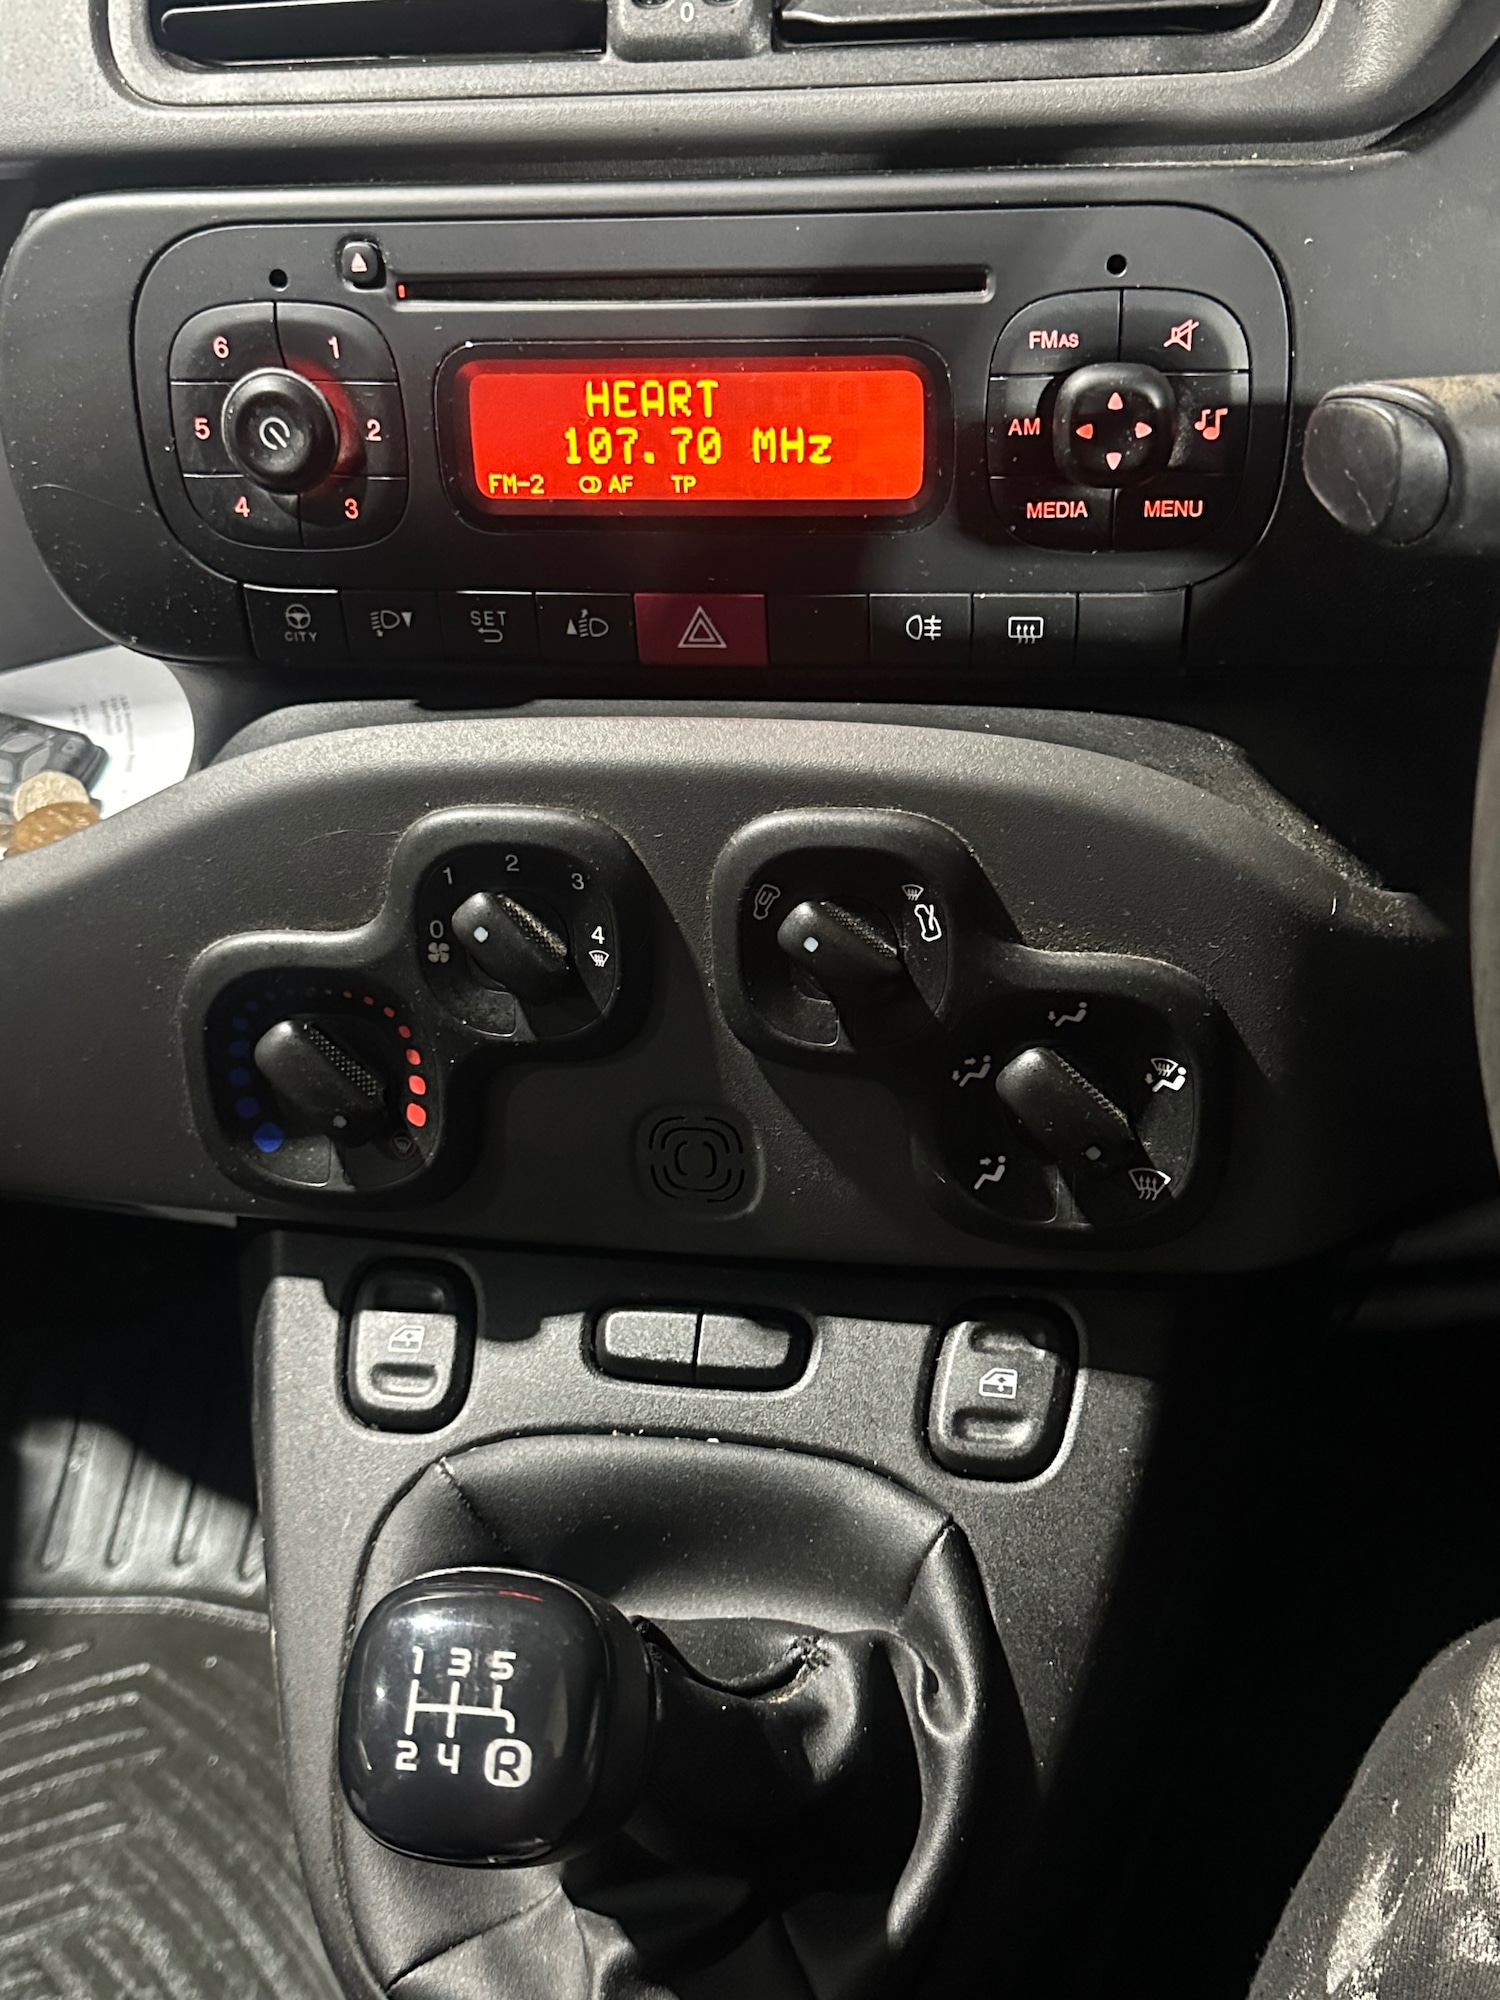 0
6 1
5 2
4 3
HEART
107.70 MHz
FM-2 AF TP
FMAS
AM
MEDIA MENU
CITY
SET
0 1 2 3 4
1 3 5
2 4 R